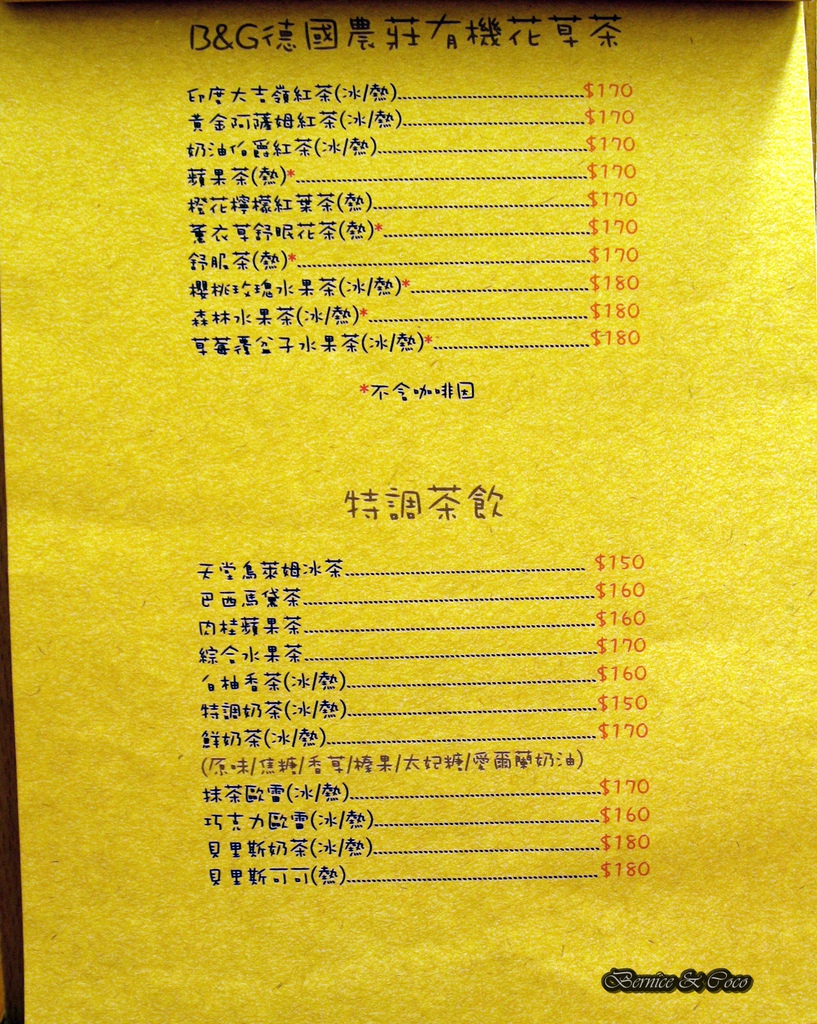 B&G德國農莊有機花草茶
印度大吉嶺紅茶(冰/熱)..............................$170
黃金阿薩姆紅茶(冰/熱)..............................$170
奶油伯爵紅茶(冰/熱)..............................$170
蘋果茶(熱)*..............................$170
橙花檸檬紅葉茶(熱)..............................$170
薰衣草舒眠花茶(熱)*..............................$170
舒服茶(熱)*..............................$170
櫻桃玫瑰水果茶(冰/熱)*..............................$180
森林水果茶(冰/熱)*..............................$180
草莓覆盆子水果茶(冰/熱)*..............................$180
*不含咖啡因
特調茶飲
天堂烏萊姆冰茶..............................$150
巴西馬黛茶..............................$160
肉桂蘋果茶..............................$160
綜合水果茶..............................$170
白柚香茶(冰/熱)..............................$160
特調奶茶(冰/熱)..............................$150
鮮奶茶(冰/熱)..............................$170
(原味/焦糖/香草/榛果/太妃糖/愛爾蘭奶油)
抹茶歐蕾(冰/熱)..............................$170
巧克力歐蕾(冰/熱)..............................$160
貝里斯奶茶(冰/熱)..............................$180
貝里斯可可(熱)..............................$180
Bernice & Coco